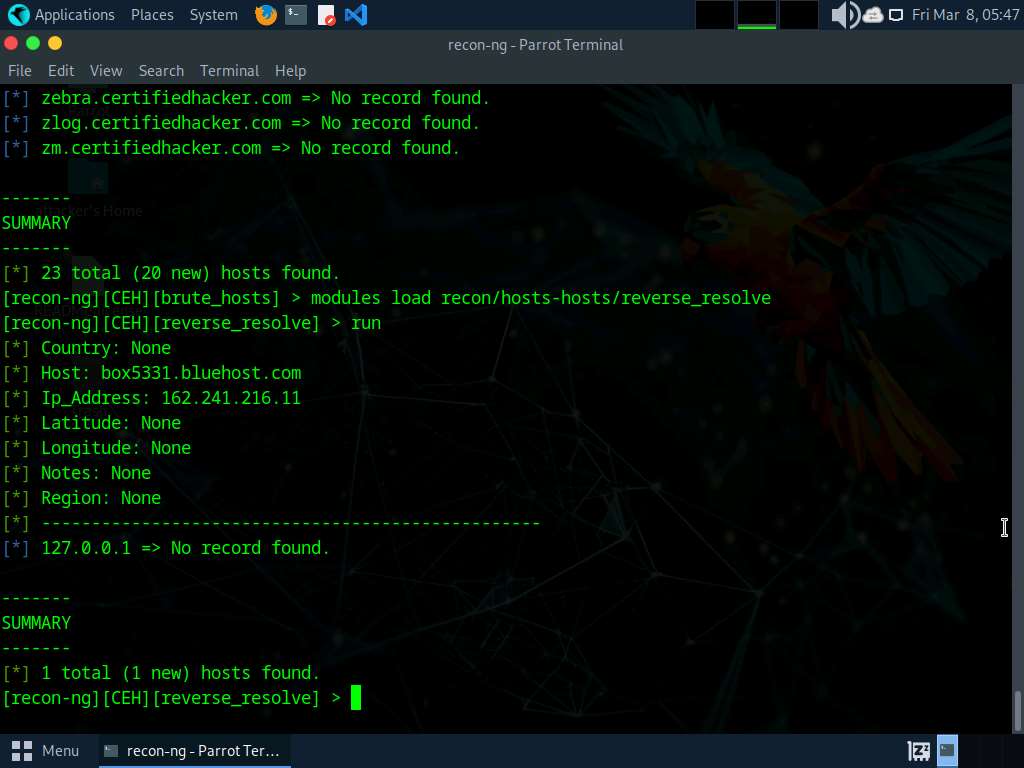 Applications Places System Fri Mar 8, 05:47
recon-ng - Parrot Terminal
File Edit View Search Terminal Help
[*] zebra.certifiedhacker.com => No record found.
[*] zlog.certifiedhacker.com => No record found.
[*] zm.certifiedhacker.com => No record found.
-------
attacker's Home
SUMMARY
-------
[*] 23 total (20 new) hosts found.
[recon-ng][CEH][brute_hosts] > modules load recon/hosts-hosts/reverse_resolve
[recon-ng][CEH][reverse_resolve] > run
[*] Country: None
[*] Host: box5331.bluehost.com
[*] Ip_Address: 162.241.216.11
[*] Latitude: None
[*] Longitude: None
[*] Notes: None
[*] Region: None
[*] --------------------------------------------------
[*] 127.0.0.1 => No record found.
-------
SUMMARY
-------
[*] 1 total (1 new) hosts found.
[recon-ng][CEH][reverse_resolve] >
Menu recon-ng - Parrot Ter...